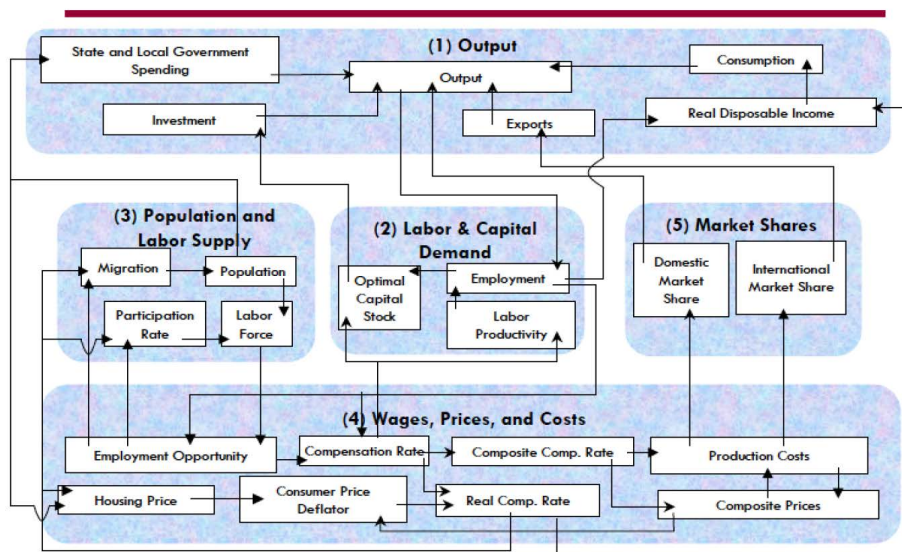 (1) Output
State and Local Government
Spending
Output
Consumption
Investment
Exports
Real Disposable Income
(3) Population and
Labor Supply
Migration
Population
Participation
Rate
Labor
Force
(2) Labor & Capital
Demand
Optimal
Capital
Stock
Employment
Labor
Productivity
(5) Market Shares
Domestic
Market
Share
International
Market Share
(4) Wages, Prices, and Costs
Employment Opportunity
Compensation Rate
Composite Comp. Rate
Production Costs
Housing Price
Consumer Price
Deflator
Real Comp. Rate
Composite Prices